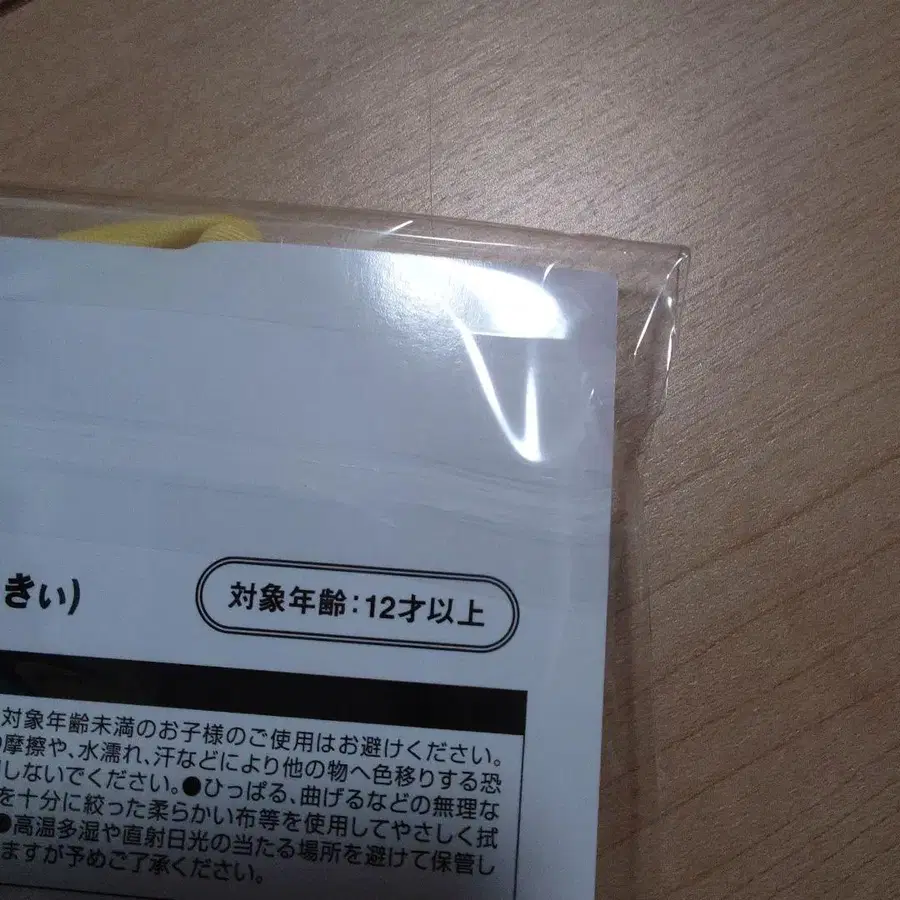 きぃ)
対象年齢:12才以上
対象年齢未満のお子様のご使用はお避けください。
摩擦や、水濡れ、汗などにより他の物へ色移りする恐
しないでください。●ひっぱる、曲げるなどの無理な
を十分に絞った柔らかい布等を使用してやさしく拭
●高温多湿や直射日光の当たる場所を避けて保管し
ますが予めご了承ください。